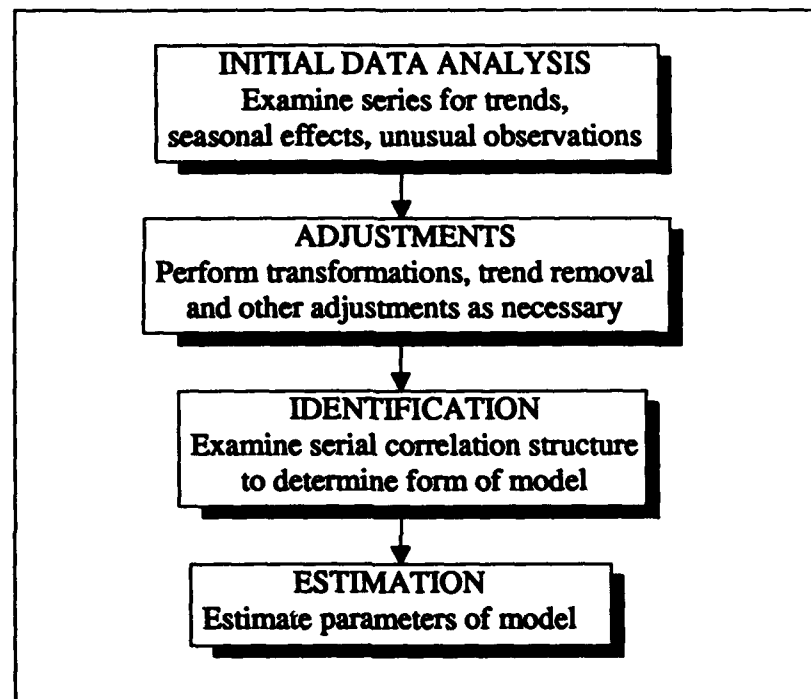 INITIAL DATA ANALYSIS
Examine series for trends,
seasonal effects, unusual observations
ADJUSTMENTS
Perform transformations, trend removal
and other adjustments as necessary
IDENTIFICATION
Examine serial correlation structure
to determine form of model
ESTIMATION
Estimate parameters of model